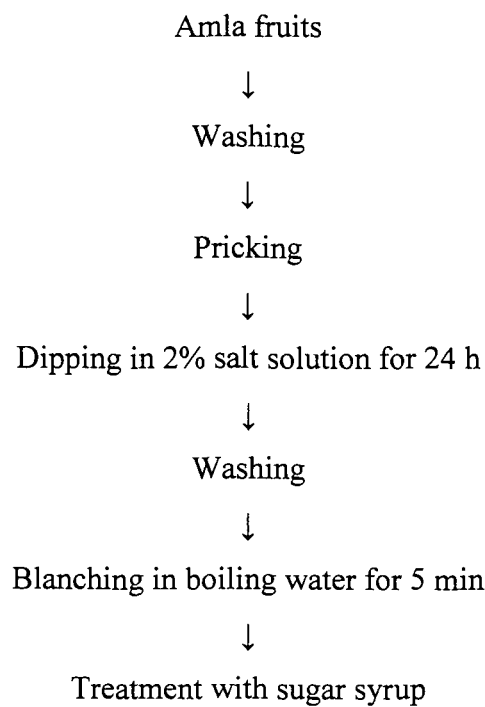 Amla fruits
↓
Washing
↓
Pricking
↓
Dipping in 2% salt solution for 24 h
↓
Washing
↓
Blanching in boiling water for 5 min
↓
Treatment with sugar syrup